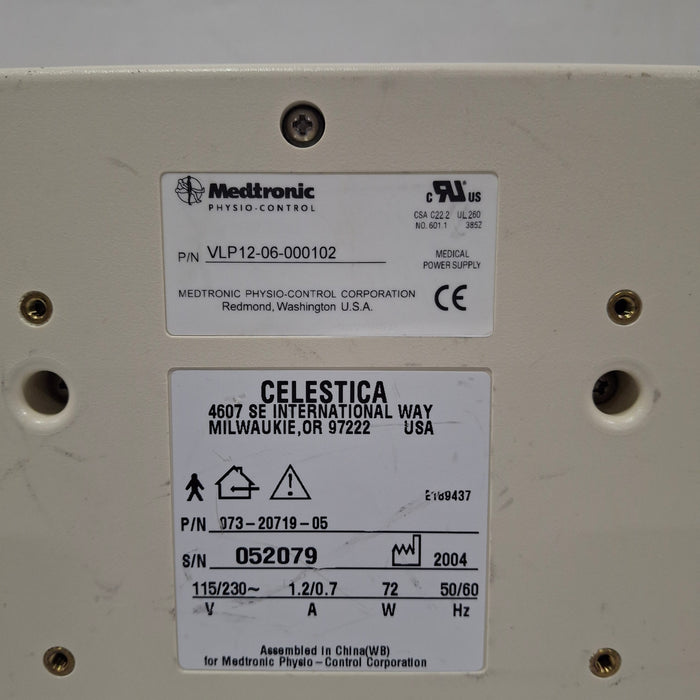 Medtronic
PHYSIO-CONTROL
C UR US
CSA C22.2 UL260
NO. 601.1 385Z
P/N VLP12-06-000102
MEDICAL
POWER SUPPLY
MEDTRONIC PHYSIO-CONTROL CORPORATION
Redmond, Washington U.S.A.
CE
CELESTICA
4607 SE INTERNATIONAL WAY
MILWAUKIE,OR 97222 USA
E189437
P/N 073-20719-05
S/N 052079 2004
115/230~ 1.2/0.7 72 50/60
V A W Hz
Assembled in China(WB)
for Medtronic Physio-Control Corporation